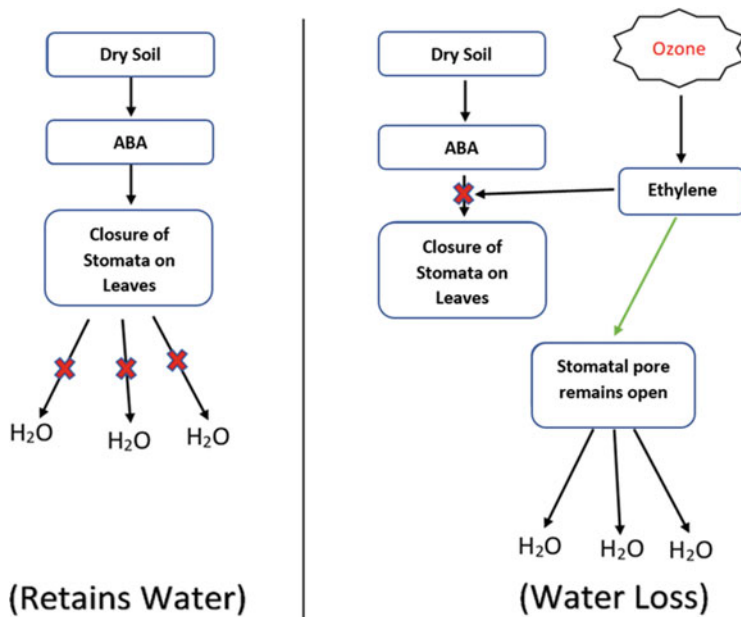 Dry Soil
ABA
Closure of
Stomata on
Leaves
H₂O
H₂O
H₂O
(Retains Water)
Dry Soil
Ozone
ABA
Ethylene
Closure of
Stomata on
Leaves
Stomatal pore
remains open
H₂O
H₂O
H₂O
(Water Loss)